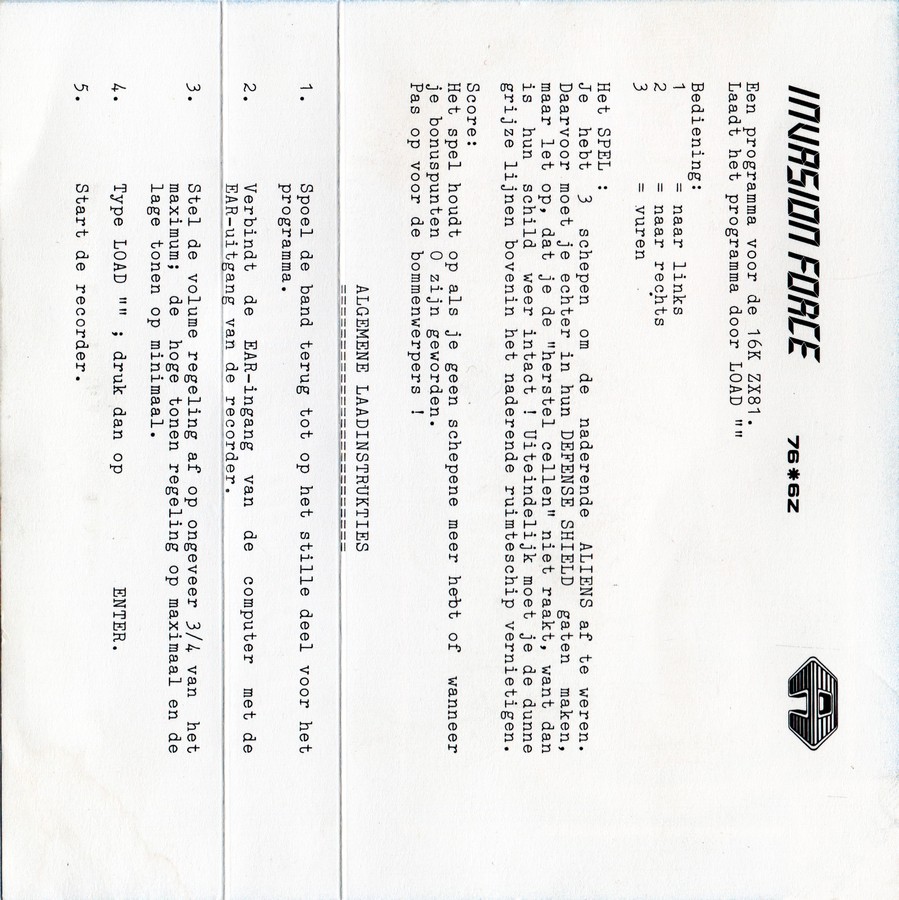 INVASION FORCE 76*6Z
Een programma voor de 16K ZX81.
Laadt het programma door LOAD ""
Bediening:
1 = naar links
2 = naar rechts
3 = vuren
Het SPEL :
Je hebt 3 schepen om de naderende ALIENS af te weren.
Daarvoor moet je echter in hun DEFENSE SHIELD gaten maken,
maar let op, dat je de "herstel cellen" niet raakt, want dan
is hun schild weer intact ! Uiteindelijk moet je de dunne
grijze lijnen bovenin het naderende ruimteschip vernietigen.
Score:
Het spel houdt op als je geen schepene meer hebt of wanneer
je bonuspunten 0 zijn geworden.
Pas op voor de bommenwerpers !
ALGEMENE LAADINSTRUKTIES
========================
1. Spoel de band terug tot op het stille deel voor het
programma.
2. Verbindt de EAR-ingang van de computer met de
EAR-uitgang van de recorder.
3. Stel de volume regeling af op ongeveer 3/4 van het
maximum; de hoge tonen regeling op maximaal en de
lage tonen op minimaal.
4. Type LOAD "" ; druk dan op ENTER.
5. Start de recorder.